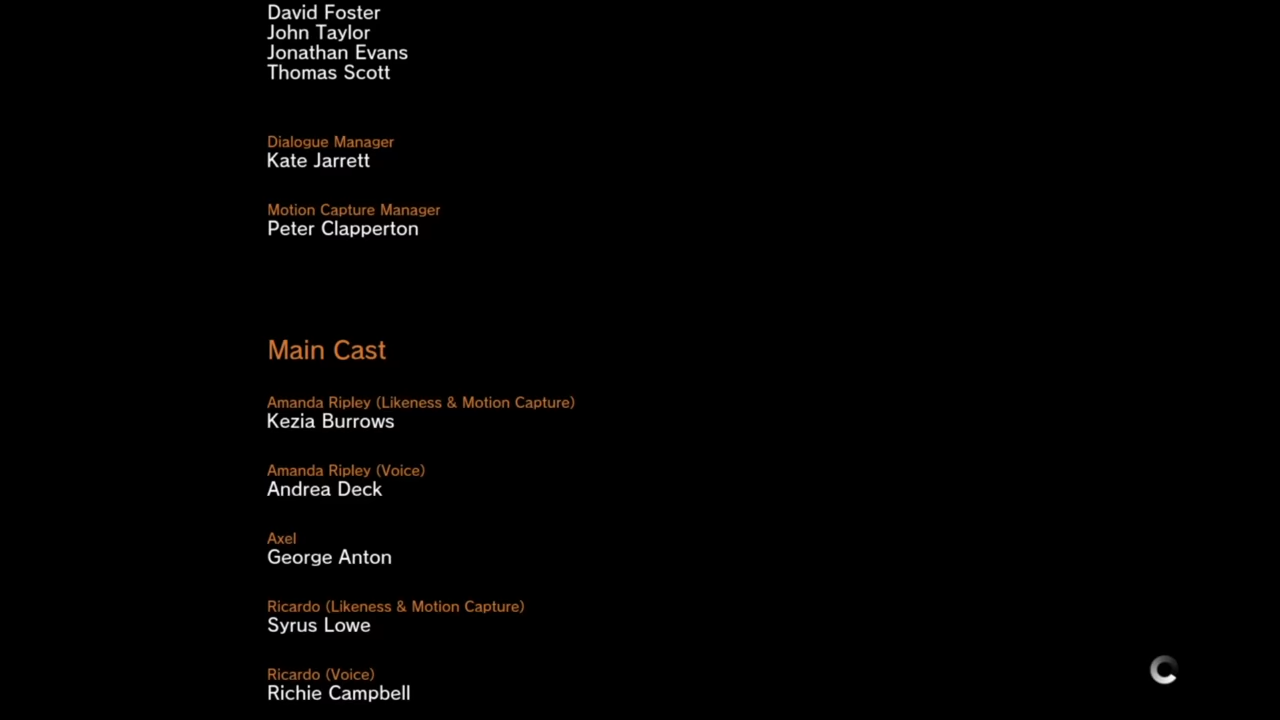 David Foster
John Taylor
Jonathan Evans
Thomas Scott
Dialogue Manager
Kate Jarrett
Motion Capture Manager
Peter Clapperton
Main Cast
Amanda Ripley (Likeness & Motion Capture)
Kezia Burrows
Amanda Ripley (Voice)
Andrea Deck
Axel
George Anton
Ricardo (Likeness & Motion Capture)
Syrus Lowe
Ricardo (Voice)
Richie Campbell